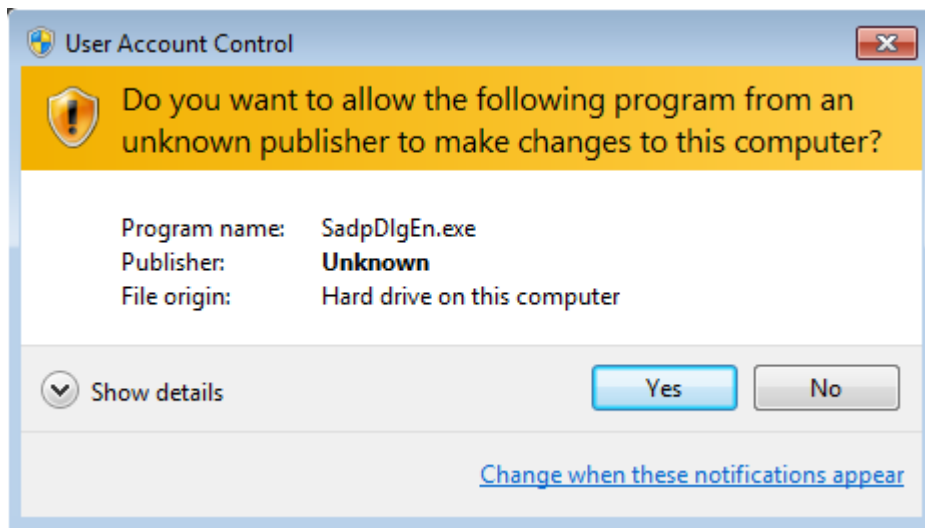 User Account Control
Do you want to allow the following program from an
unknown publisher to make changes to this computer?
Program name: SadpDlgEn.exe
Publisher: Unknown
File origin: Hard drive on this computer
Show details
Yes
No
Change when these notifications appear